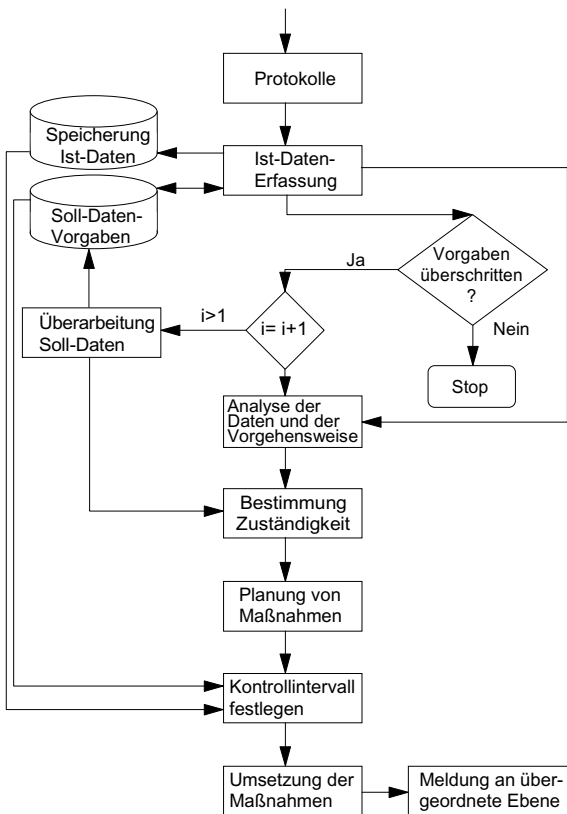 Protokolle
Speicherung
Ist-Daten
Ist-Daten-
Erfassung
Soll-Daten-
Vorgaben
Vorgaben
überschritten
?
Ja
Nein
Stop
i= i+1
i>1
Überarbeitung
Soll-Daten
Analyse der
Daten und der
Vorgehensweise
Bestimmung
Zuständigkeit
Planung von
Maßnahmen
Kontrollintervall
festlegen
Umsetzung der
Maßnahmen
Meldung an über-
geordnete Ebene